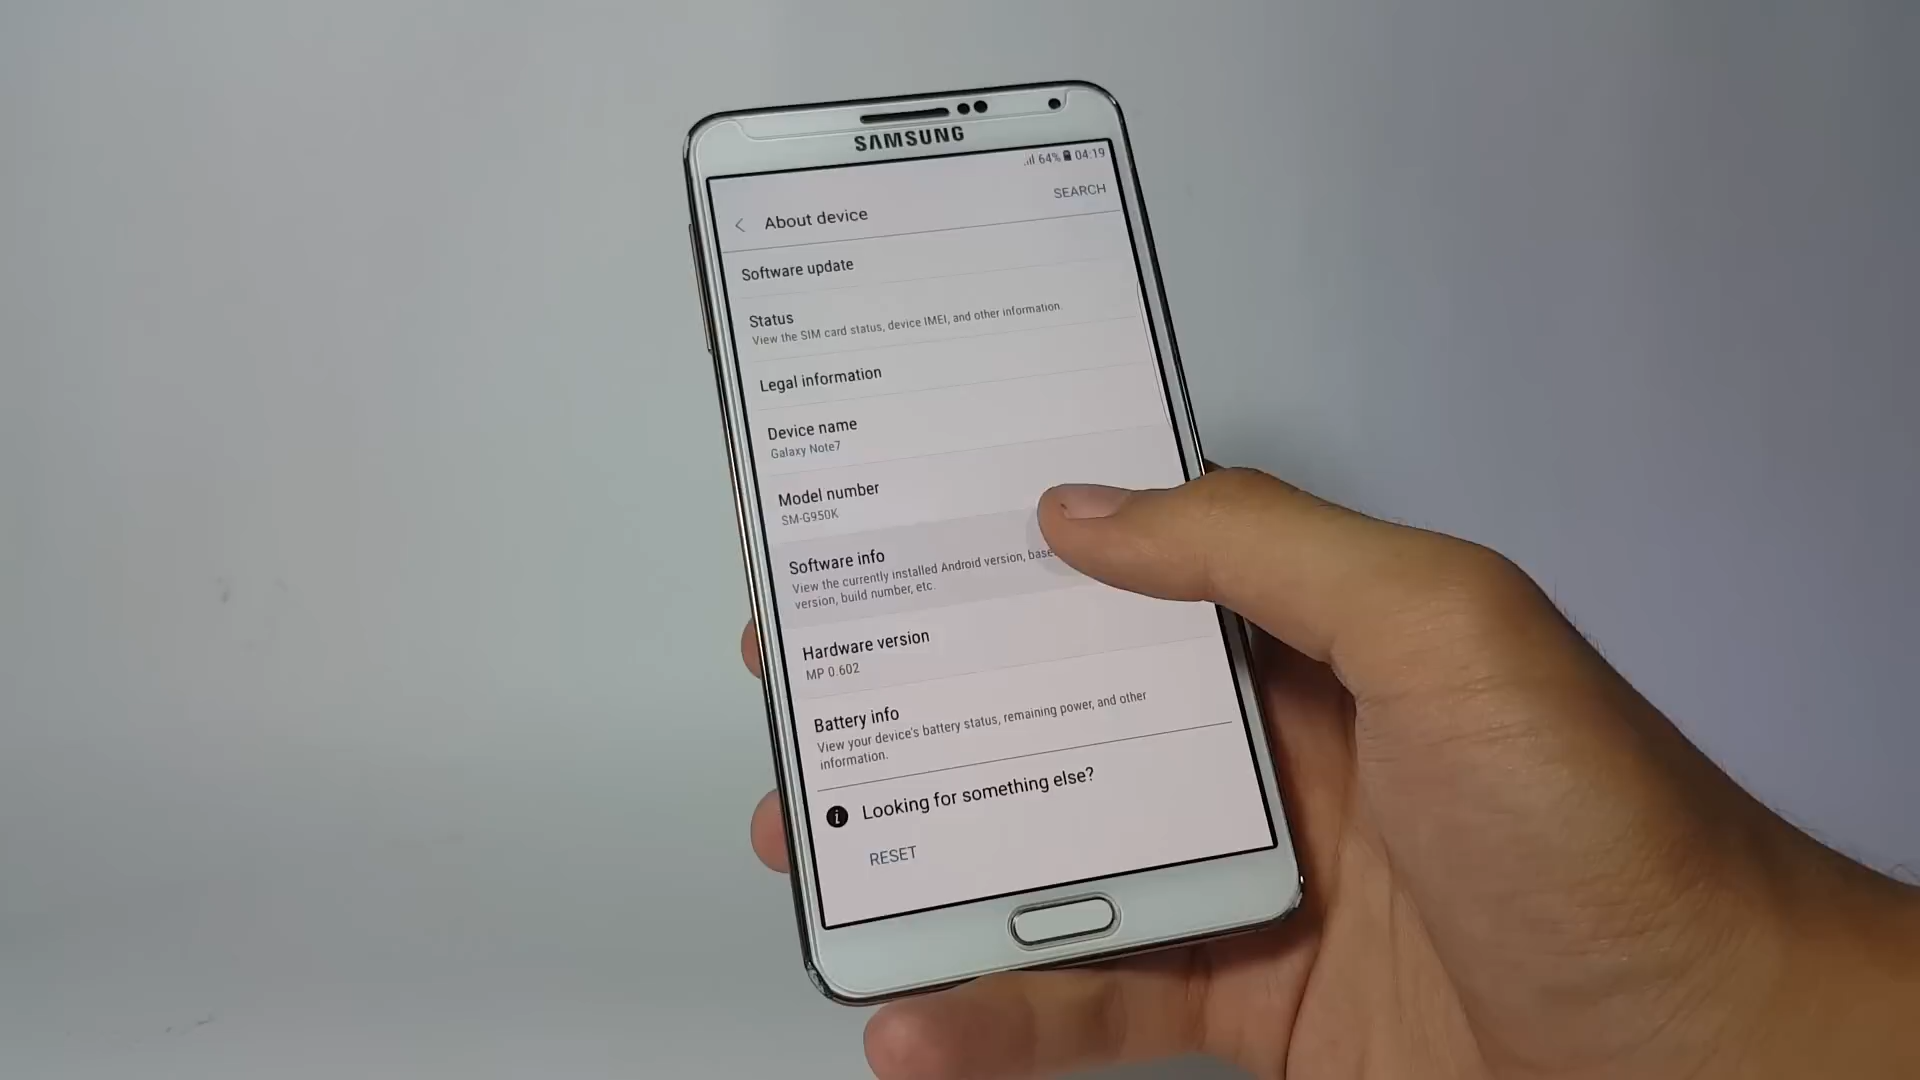 SAMSUNG
64% 04:19
SEARCH
About device
Software update
Status
View the SIM card status, device IMEI, and other information.
Legal information
Device name
Galaxy Note7
Model number
SM-G950K
Software info
View the currently installed Android version, base
version, build number, etc.
Hardware version
MP 0.602
Battery info
View your device's battery status, remaining power, and other
information.
Looking for something else?
RESET